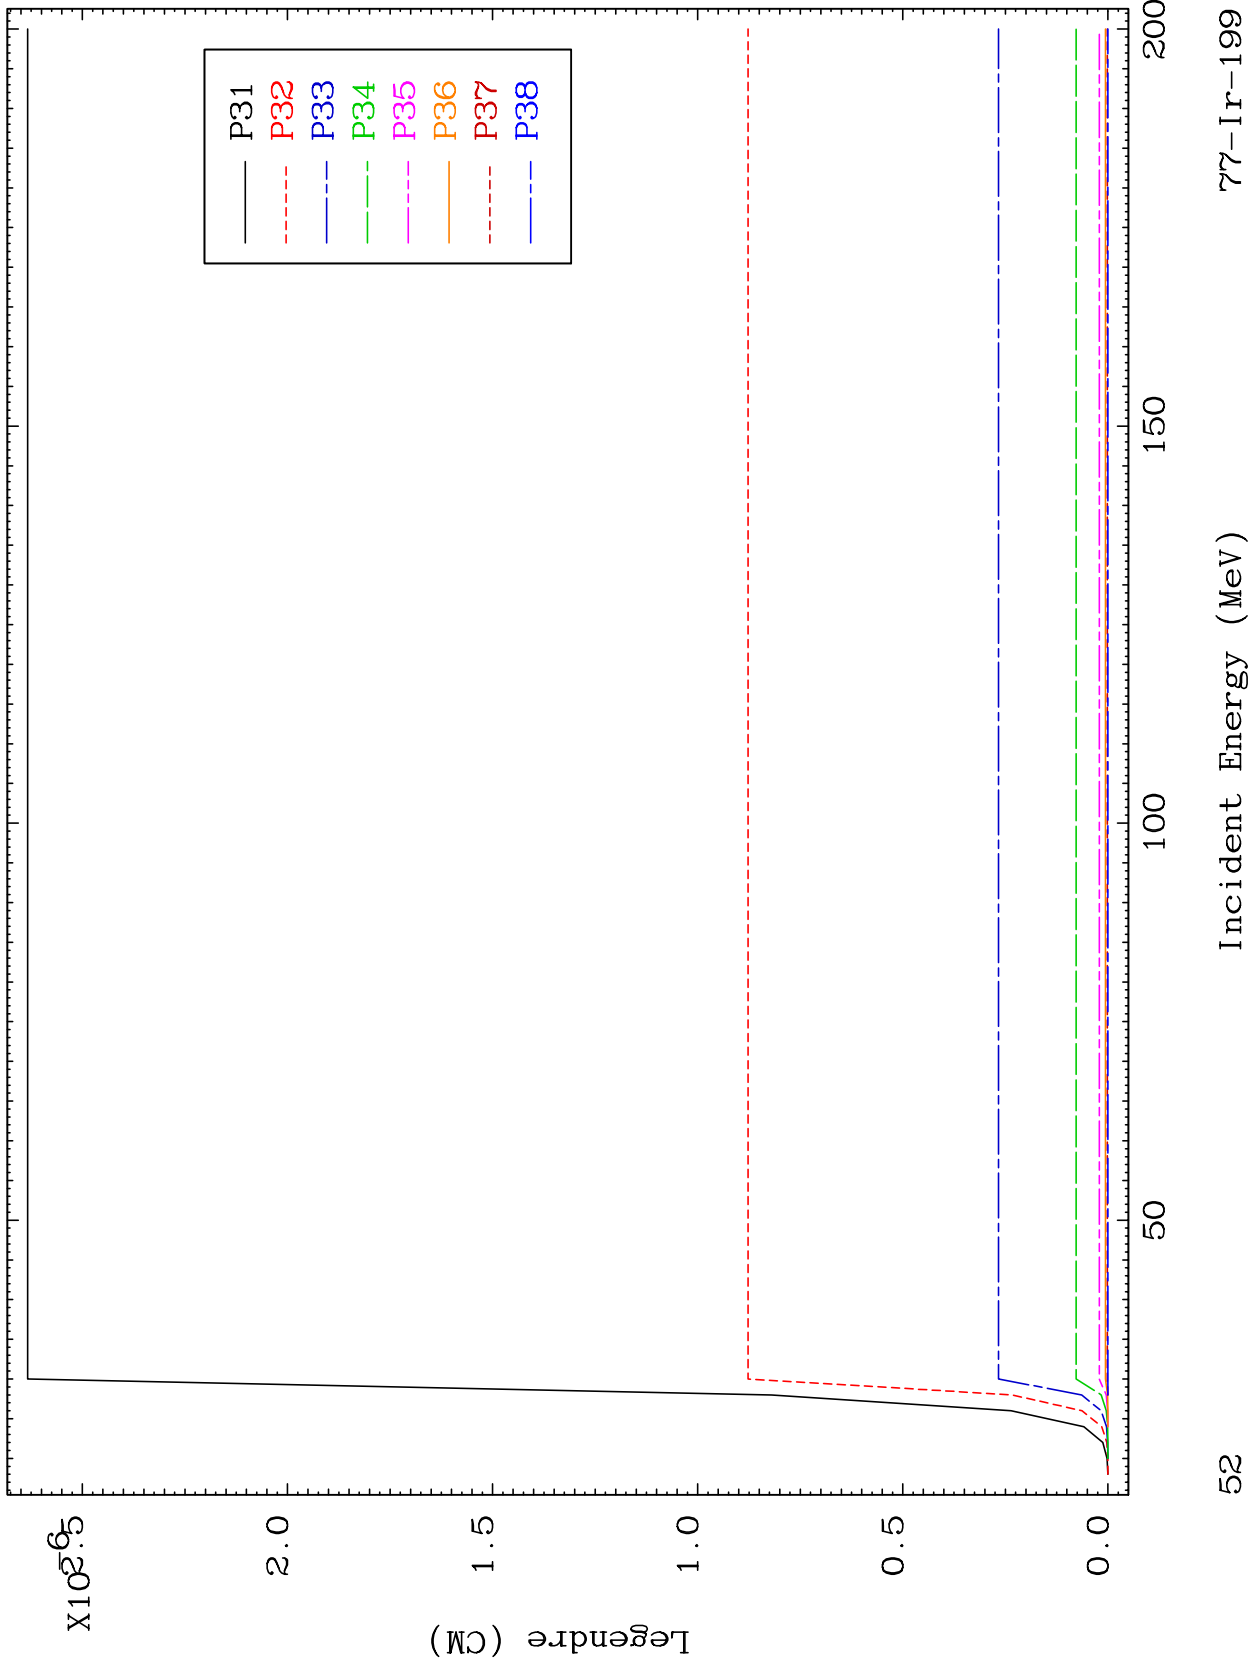 X10-6
2.5
2.0
1.5
1.0
0.5
0.0
Legendre (CM)
P31
P32
P33
P34
P35
P36
P37
P38
50
100
150
200
52
Incident Energy (MeV)
77-Ir-199